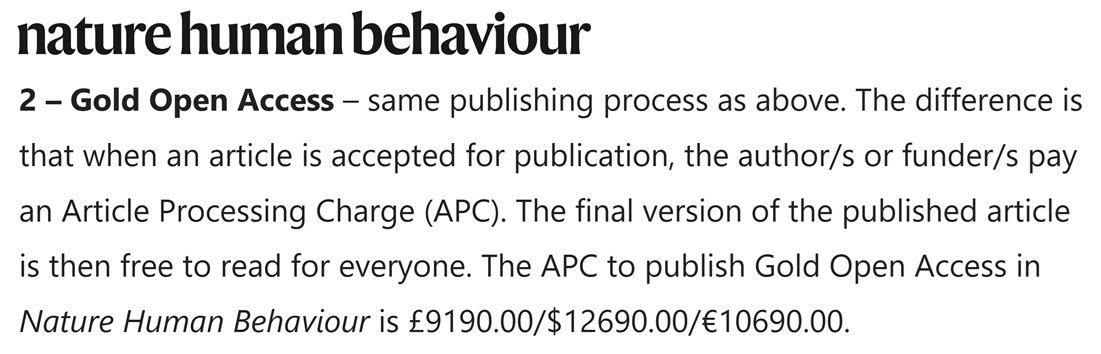 nature human behaviour
2 – Gold Open Access – same publishing process as above. The difference is
that when an article is accepted for publication, the author/s or funder/s pay
an Article Processing Charge (APC). The final version of the published article
is then free to read for everyone. The APC to publish Gold Open Access in
Nature Human Behaviour is £9190.00/$12690.00/€10690.00.